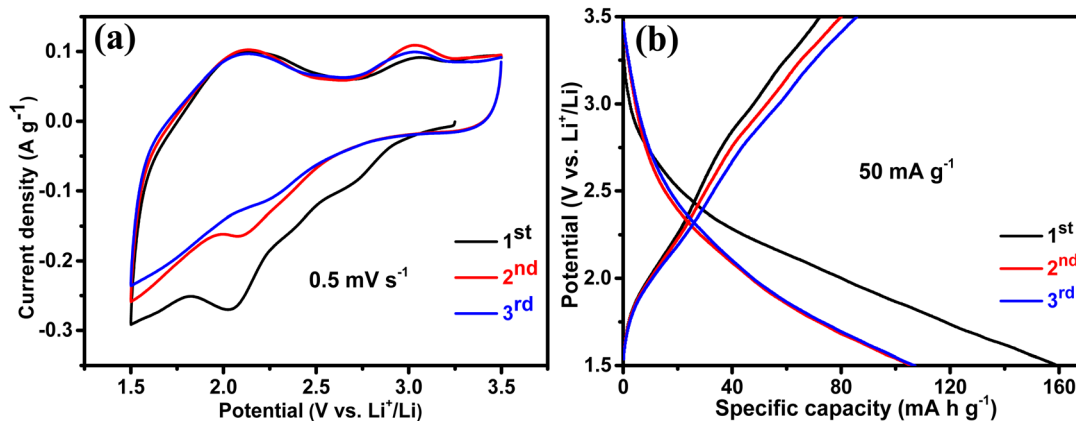 (a)
Current density (A g⁻¹)
0.1
0.0
-0.1
-0.2
-0.3
0.5 mV s⁻¹
1ˢᵗ
2ⁿᵈ
3ʳᵈ
1.5 2.0 2.5 3.0 3.5
Potential (V vs. Li⁺/Li)
(b)
Potential (V vs. Li⁺/Li)
3.5
3.0
2.5
2.0
1.5
50 mA g⁻¹
1ˢᵗ
2ⁿᵈ
3ʳᵈ
0 40 80 120 160
Specific capacity (mA h g⁻¹)